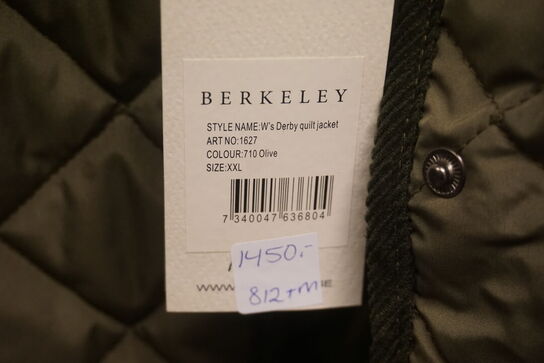 BERKELEY
STYLE NAME:W's Derby quilt jacket
ART NO:1627
COLOUR:710 Olive
SIZE:XXL
7 340047 636804
1450.-
812+m